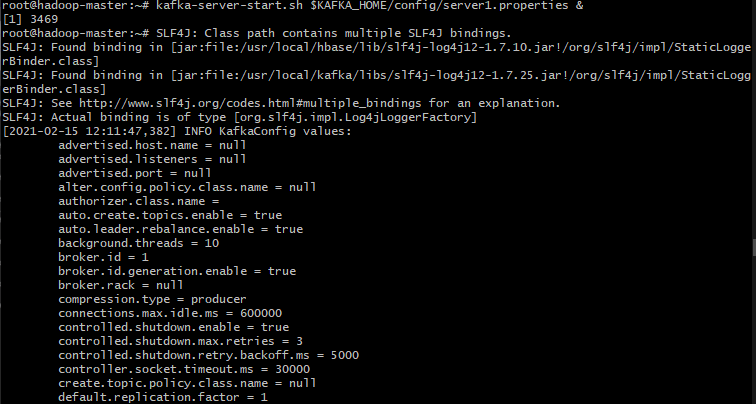 root@hadoop-master:~# kafka-server-start.sh $KAFKA_HOME/config/server1.properties &
[1] 3469
root@hadoop-master:~# SLF4J: Class path contains multiple SLF4J bindings.
SLF4J: Found binding in [jar:file:/usr/local/hbase/lib/slf4j-log4j12-1.7.10.jar!/org/slf4j/impl/StaticLogge
rBinder.class]
SLF4J: Found binding in [jar:file:/usr/local/kafka/libs/slf4j-log4j12-1.7.25.jar!/org/slf4j/impl/StaticLogg
erBinder.class]
SLF4J: See http://www.slf4j.org/codes.html#multiple_bindings for an explanation.
SLF4J: Actual binding is of type [org.slf4j.impl.Log4jLoggerFactory]
[2021-02-15 12:11:47,382] INFO KafkaConfig values:
advertised.host.name = null
advertised.listeners = null
advertised.port = null
alter.config.policy.class.name = null
authorizer.class.name =
auto.create.topics.enable = true
auto.leader.rebalance.enable = true
background.threads = 10
broker.id = 1
broker.id.generation.enable = true
broker.rack = null
compression.type = producer
connections.max.idle.ms = 600000
controlled.shutdown.enable = true
controlled.shutdown.max.retries = 3
controlled.shutdown.retry.backoff.ms = 5000
controller.socket.timeout.ms = 30000
create.topic.policy.class.name = null
default.replication.factor = 1